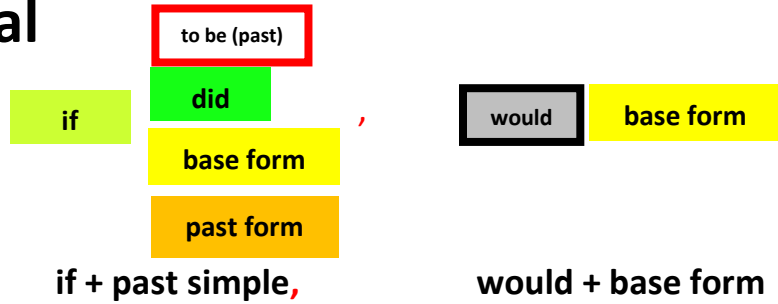 al
to be (past)
did
if
,
would
base form
base form
past form
if + past simple,
would + base form